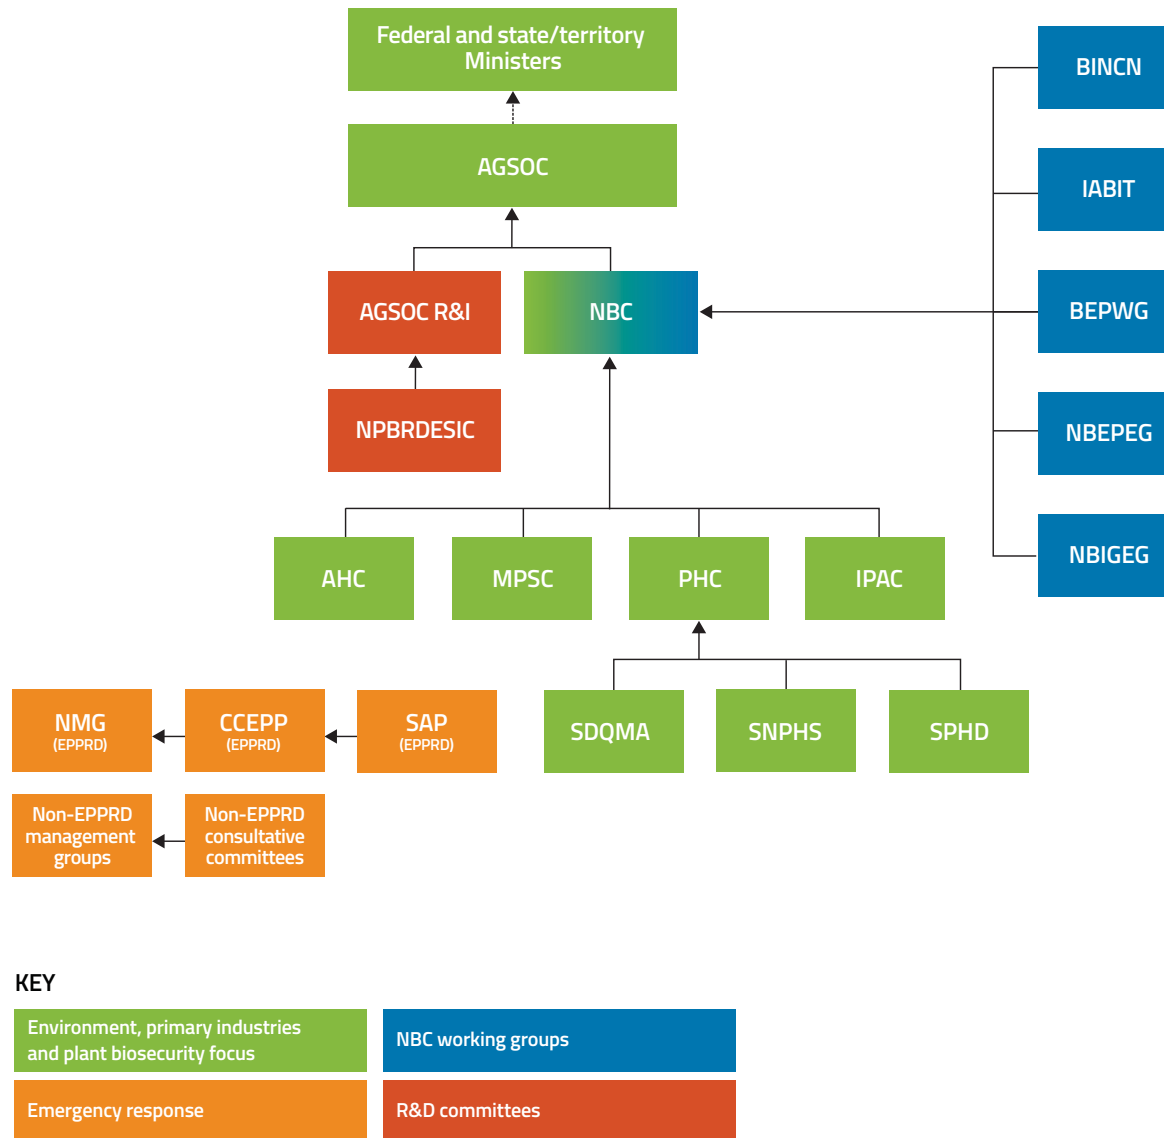 Federal and state/territory
Ministers
AGSOC
AGSOC R&I
NBC
NPBRDESIC
BINCN
IABIT
BEPWG
NBEPEG
NBIGEG
AHC
MPSC
PHC
IPAC
NMG
(EPPRD)
CCEPP
(EPPRD)
SAP
(EPPRD)
SDQMA
SNPHS
SPHD
Non-EPPRD
management
groups
Non-EPPRD
consultative
committees
KEY
Environment, primary industries
and plant biosecurity focus
NBC working groups
Emergency response
R&D committees